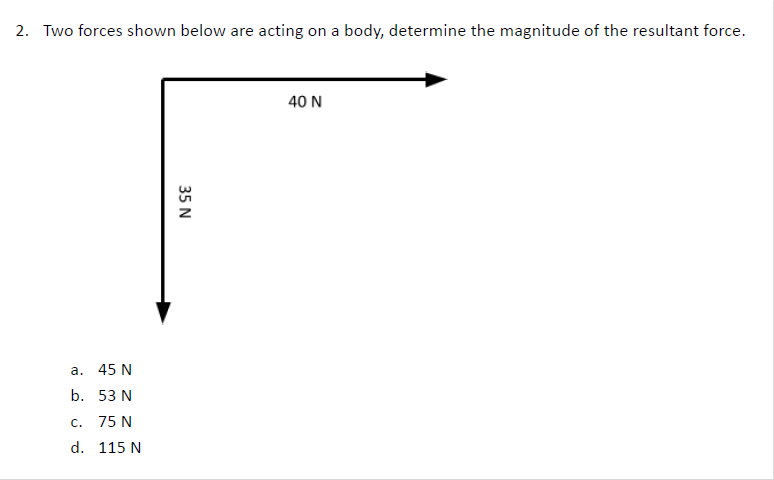 2. Two forces shown below are acting on a body, determine the magnitude of the resultant force.
40 N
35 N
a. 45 N
b. 53 N
c. 75 N
d. 115 N